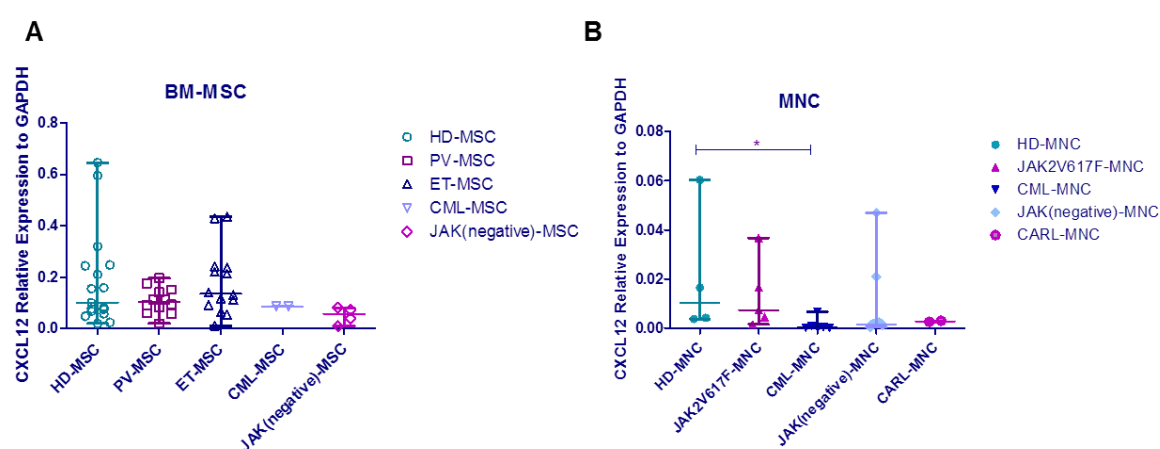 A
BM-MSC
CXCL12 Relative Expression to GAPDH
0.8
0.6
0.4
0.2
0.0
HD-MSC
PV-MSC
ET-MSC
CML-MSC
JAK(negative)-MSC
HD-MSC
PV-MSC
ET-MSC
CML-MSC
JAK(negative)-MSC
B
MNC
CXCL12 Relative Expression to GAPDH
0.08
0.06
0.04
0.02
0.00
*
HD-MNC
JAK2V617F-MNC
CML-MNC
JAK(negative)-MNC
CARL-MNC
HD-MNC
JAK2V617F-MNC
CML-MNC
JAK(negative)-MNC
CARL-MNC